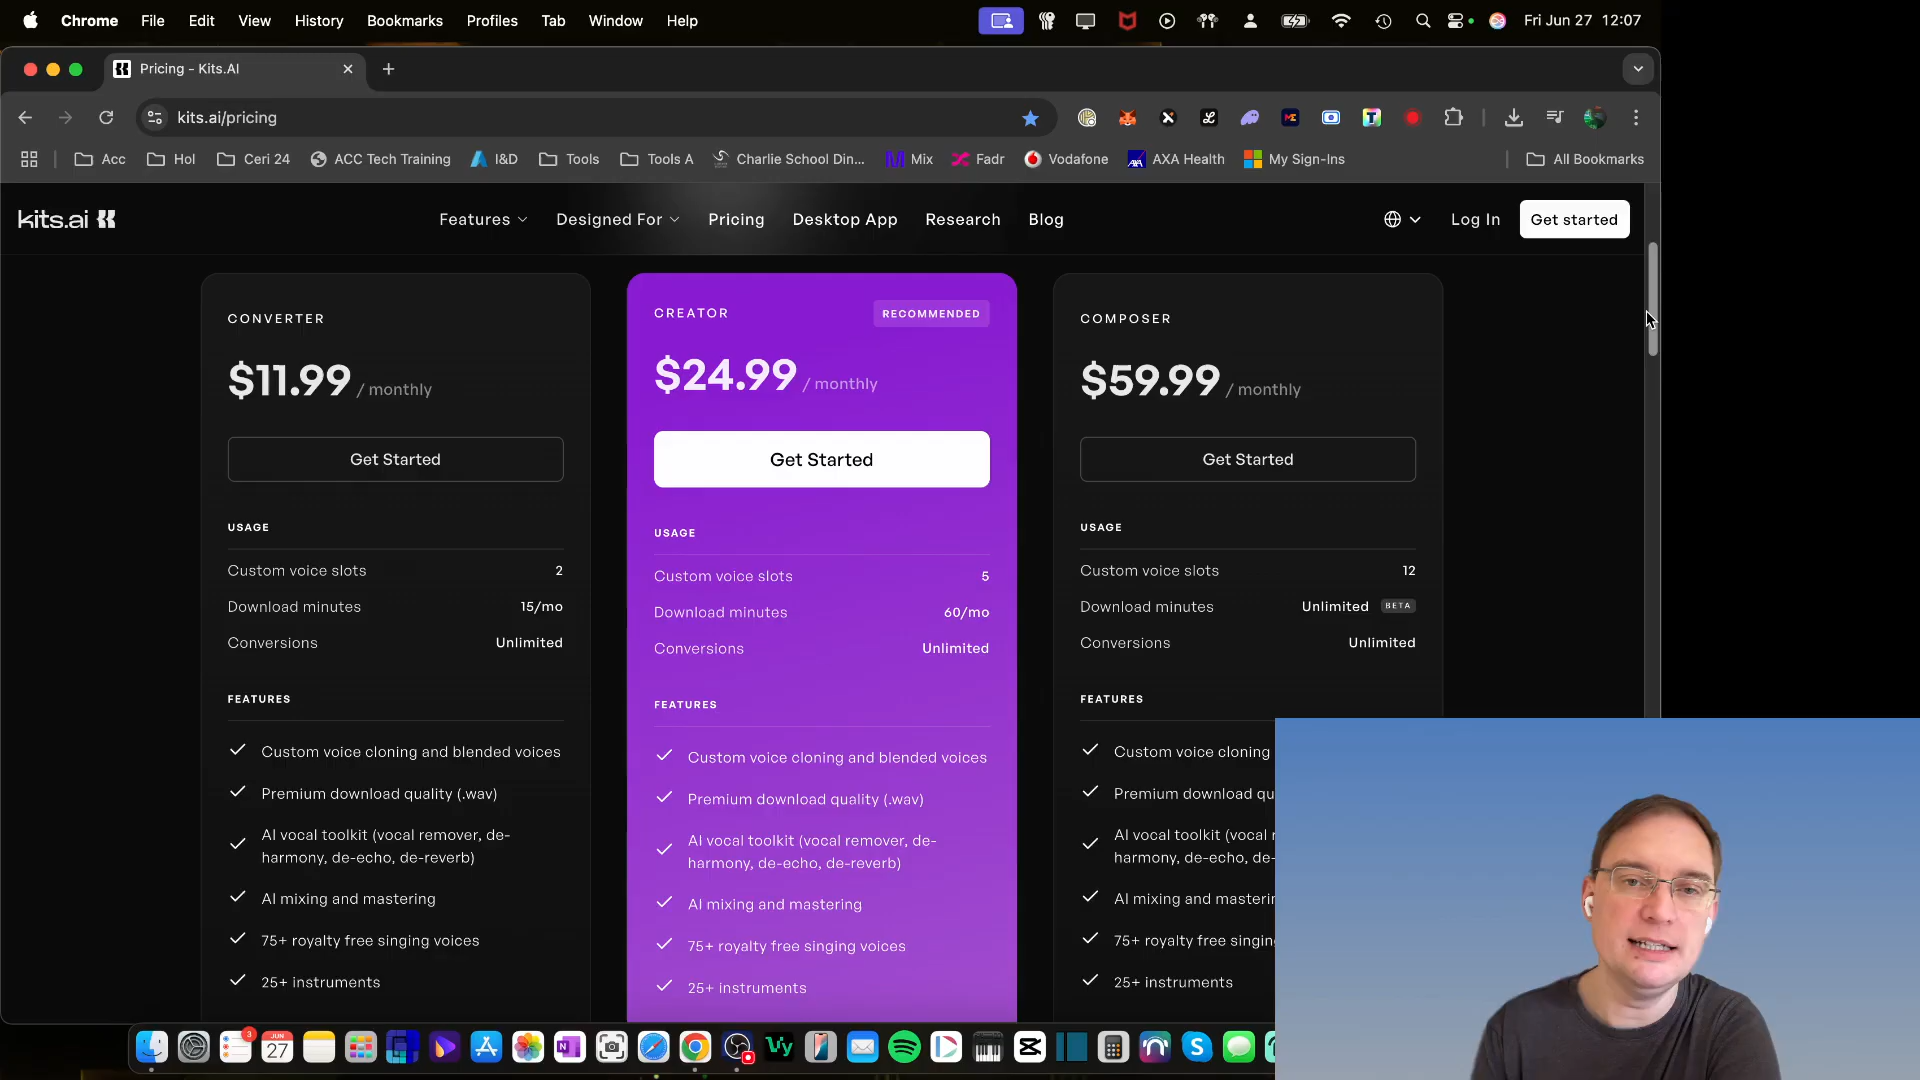 Chrome File Edit View History Bookmarks Profiles Tab Window Help Fri Jun 27 12:07
Pricing – Kits.AI
kits.ai/pricing
Acc Hol Ceri 24 ACC Tech Training I&D Tools Tools A Charlie School Din... Mix Fadr Vodafone AXA Health My Sign-Ins All Bookmarks
kits.ai Features Designed For Pricing Desktop App Research Blog Log In Get started
CONVERTER
$11.99 / monthly
Get Started
USAGE
Custom voice slots 2
Download minutes 15/mo
Conversions Unlimited
FEATURES
Custom voice cloning and blended voices
Premium download quality (.wav)
AI vocal toolkit (vocal remover, de-
harmony, de-echo, de-reverb)
AI mixing and mastering
75+ royalty free singing voices
25+ instruments
CREATOR RECOMMENDED
$24.99 / monthly
Get Started
USAGE
Custom voice slots 5
Download minutes 60/mo
Conversions Unlimited
FEATURES
Custom voice cloning and blended voices
Premium download quality (.wav)
AI vocal toolkit (vocal remover, de-
harmony, de-echo, de-reverb)
AI mixing and mastering
75+ royalty free singing voices
25+ instruments
COMPOSER
$59.99 / monthly
Get Started
USAGE
Custom voice slots 12
Download minutes Unlimited BETA
Conversions Unlimited
FEATURES
Custom voice cloning
Premium download qu
AI vocal toolkit (vocal r
harmony, de-echo, de-
AI mixing and masterin
75+ royalty free singin
25+ instruments
3 JUN 27